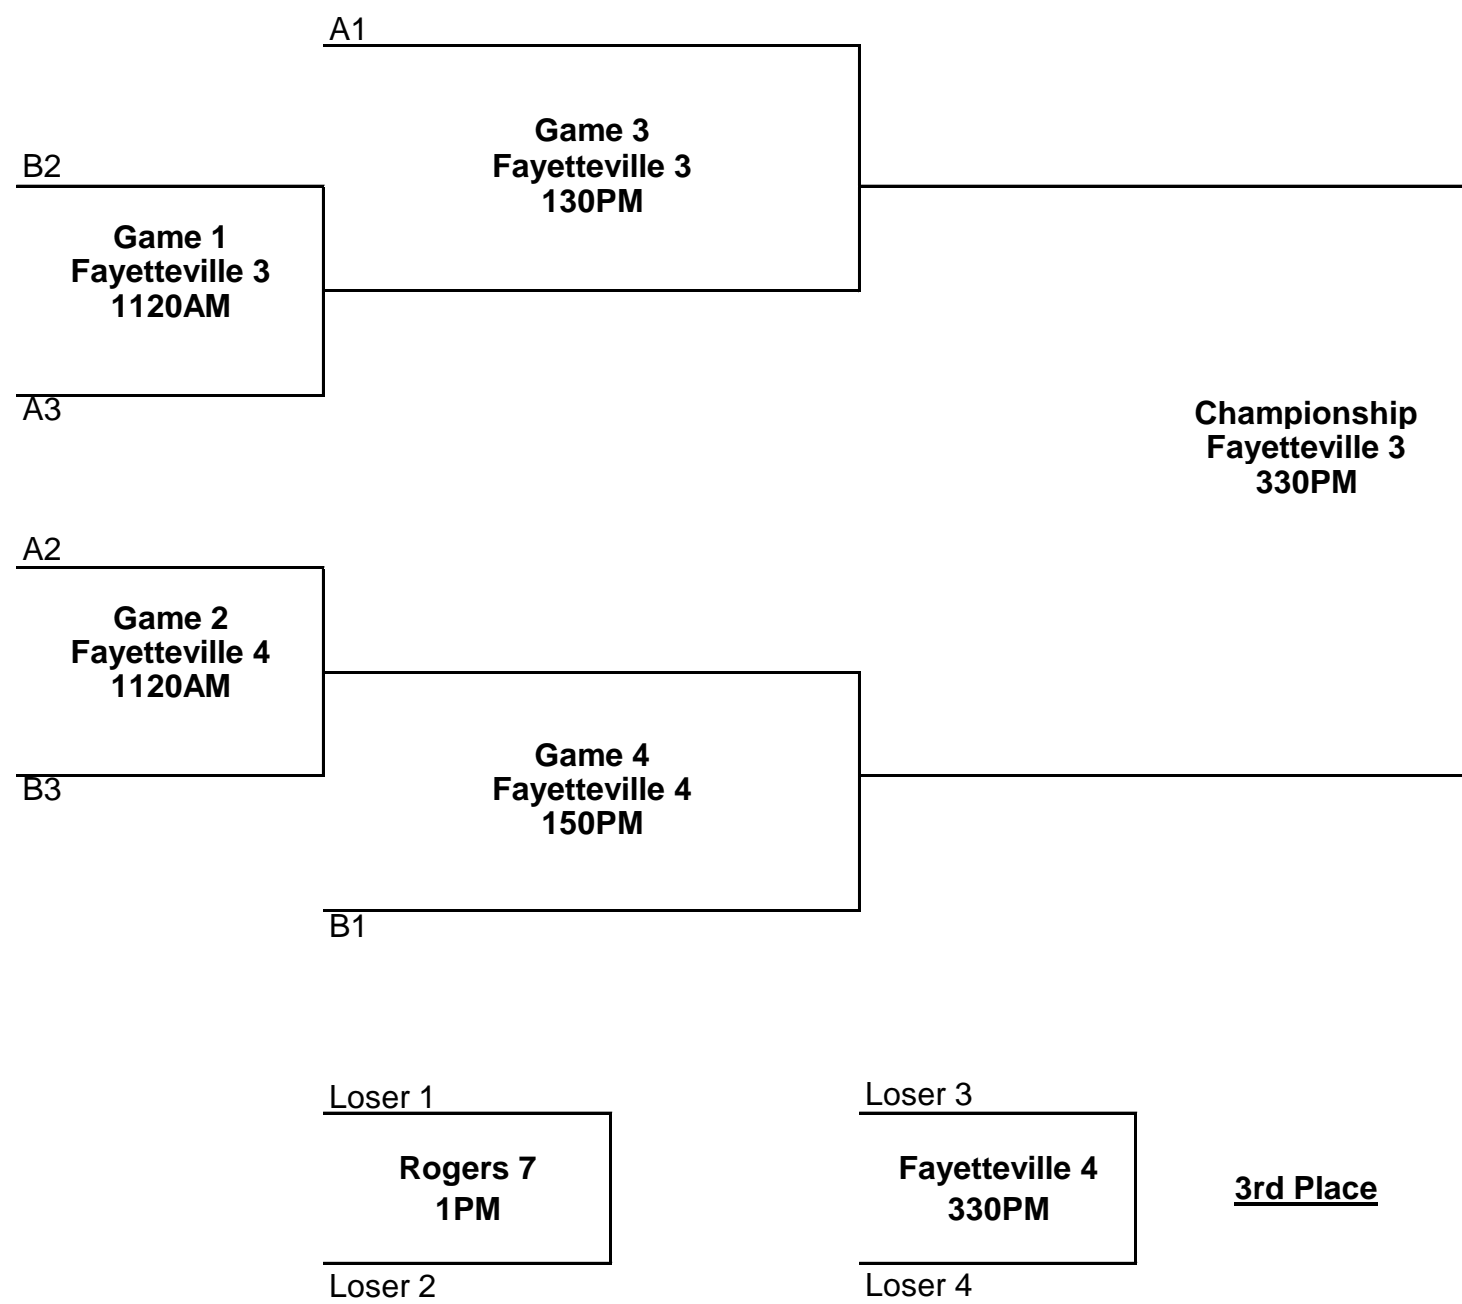 A1
Game 3
Fayetteville 3
130PM
B2
Game 1
Fayetteville 3
1120AM
A3
Championship
Fayetteville 3
330PM
A2
Game 2
Fayetteville 4
1120AM
B3
Game 4
Fayetteville 4
150PM
B1
Loser 1
Rogers 7
1PM
Loser 2
Loser 3
Fayetteville 4
330PM
Loser 4
3rd Place